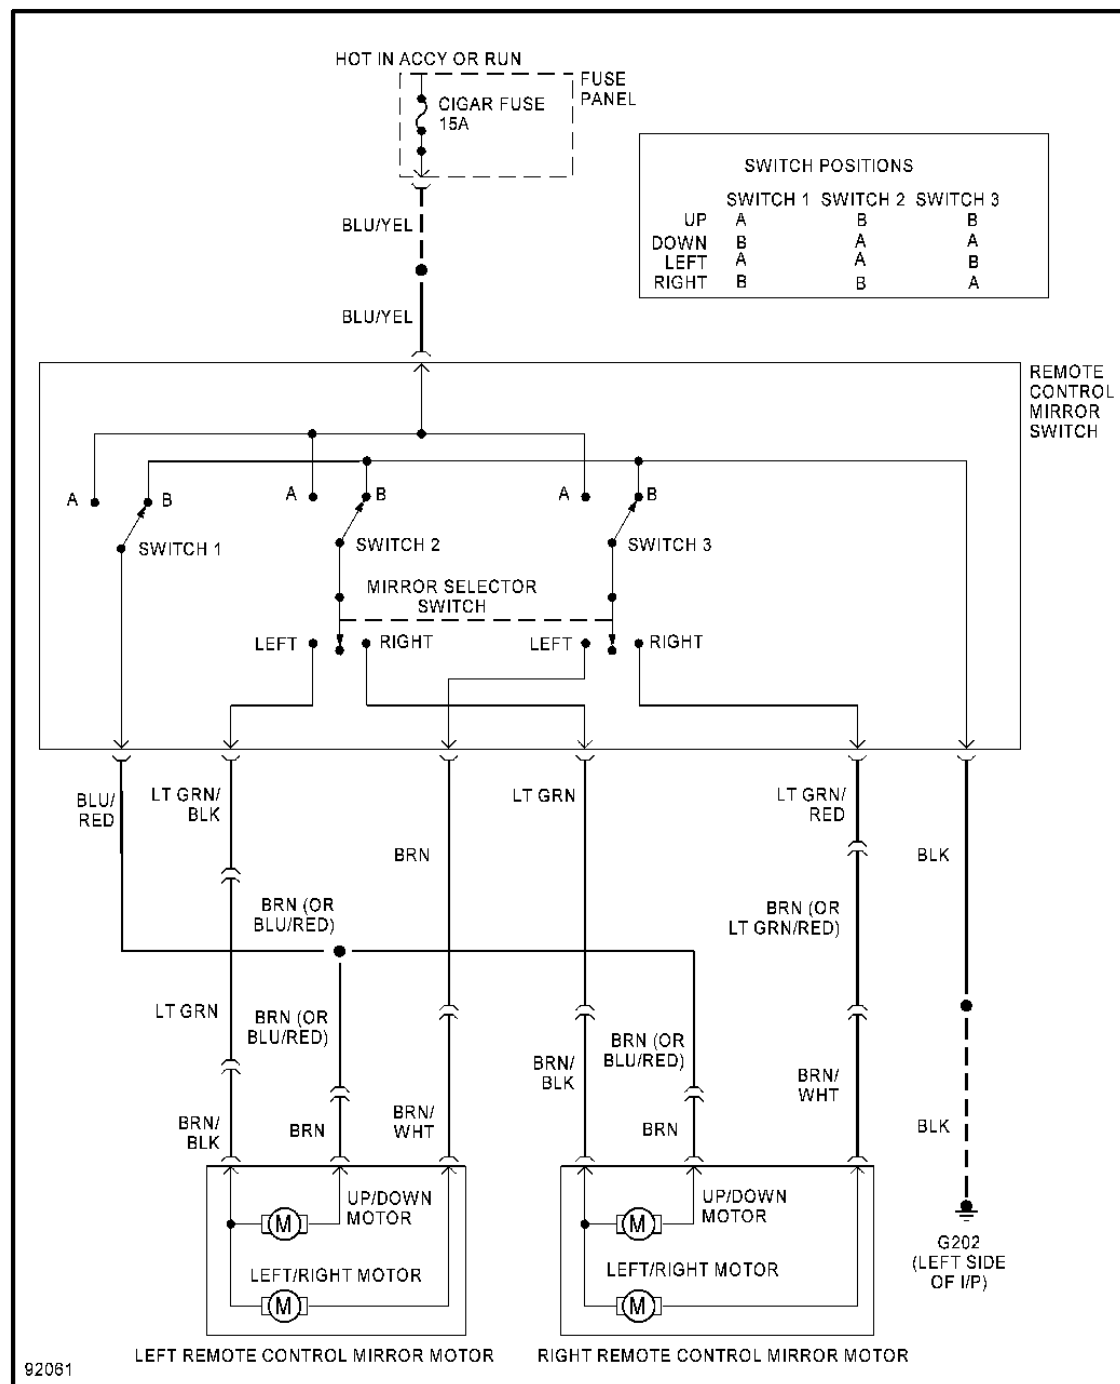 HOT IN ACCY OR RUN
FUSE
PANEL
CIGAR FUSE
15A
SWITCH POSITIONS
SWITCH 1 SWITCH 2 SWITCH 3
UP A B B
DOWN B A A
LEFT A A B
RIGHT B B A
BLU/YEL
BLU/YEL
REMOTE
CONTROL
MIRROR
SWITCH
A B A B A B
SWITCH 1 SWITCH 2 SWITCH 3
MIRROR SELECTOR
SWITCH
LEFT RIGHT LEFT RIGHT
BLU/
RED
LT GRN/
BLK
BRN
LT GRN
LT GRN/
RED
BLK
BRN (OR
BLU/RED)
BRN (OR
LT GRN/RED)
LT GRN
BRN (OR
BLU/RED)
BRN (OR
BLU/RED)
BRN/
BLK
BRN/
WHT
BRN/
BLK
BRN
BRN/
WHT
BRN
BLK
UP/DOWN
MOTOR
M
LEFT/RIGHT MOTOR
M
UP/DOWN
MOTOR
M
LEFT/RIGHT MOTOR
M
G202
(LEFT SIDE
OF I/P)
LEFT REMOTE CONTROL MIRROR MOTOR
RIGHT REMOTE CONTROL MIRROR MOTOR
92061